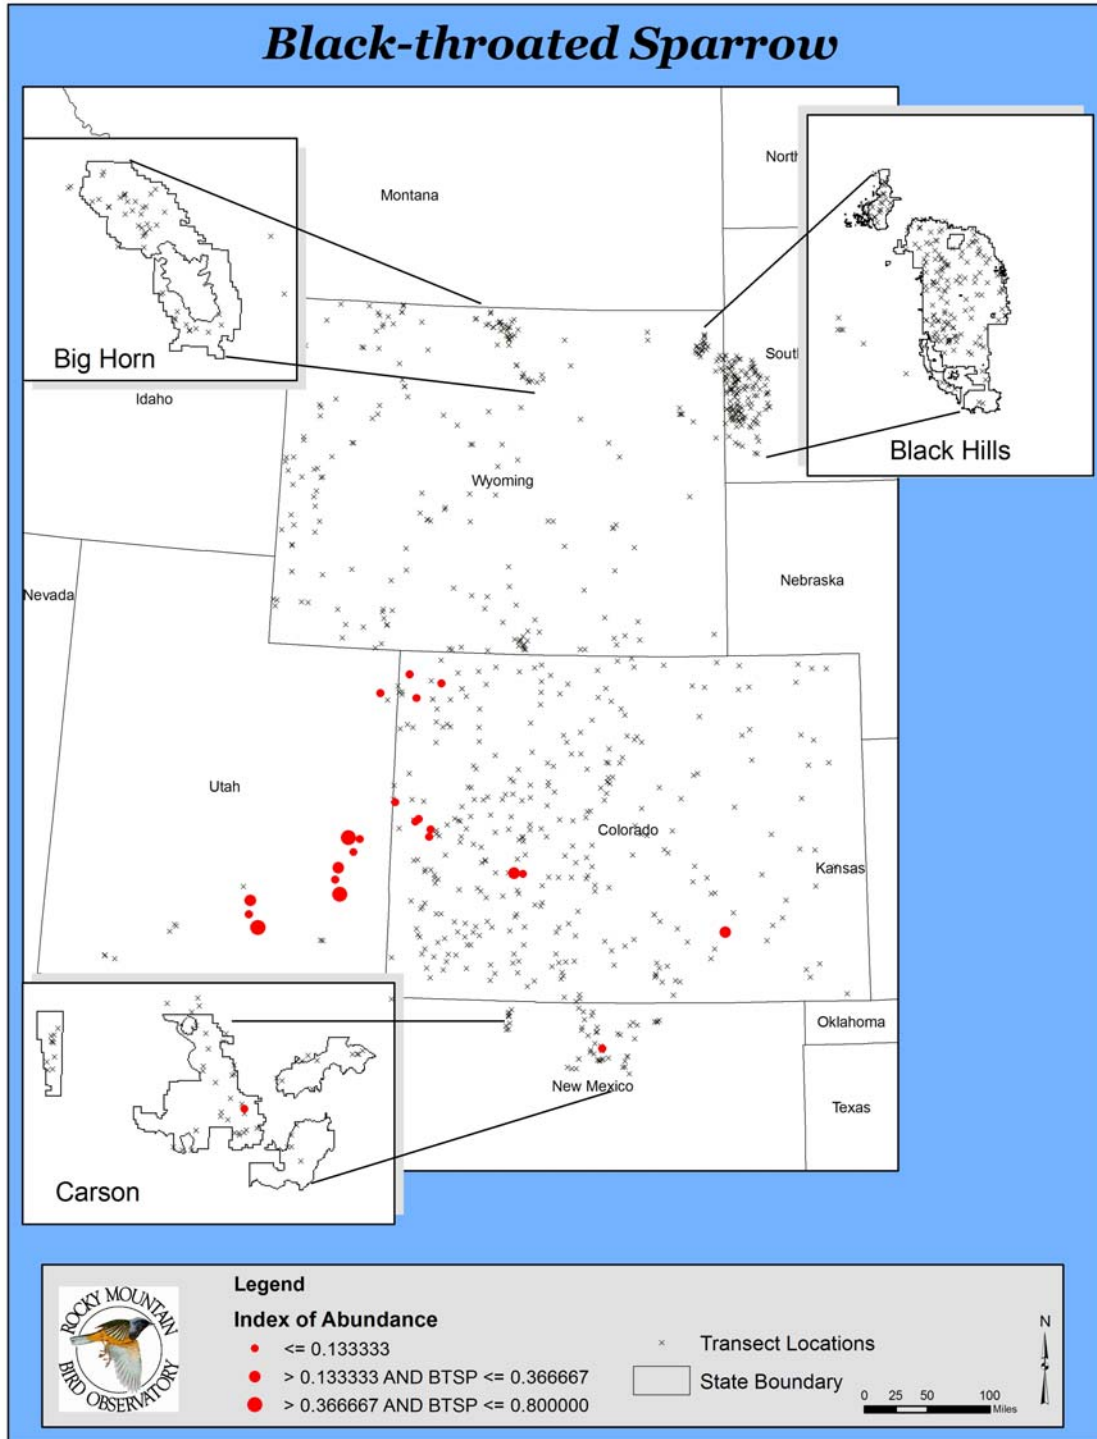 Black-throated Sparrow
North
Montana
Big Horn
South
Idaho
Black Hills
Wyoming
Nebraska
Nevada
Utah
Colorado
Kansas
Oklahoma
New Mexico
Texas
Carson
Legend
Index of Abundance
<= 0.133333
> 0.133333 AND BTSP <= 0.366667
> 0.366667 AND BTSP <= 0.800000
Transect Locations
State Boundary
N
0 25 50 100
Miles
ROCKY MOUNTAIN
BIRD OBSERVATORY